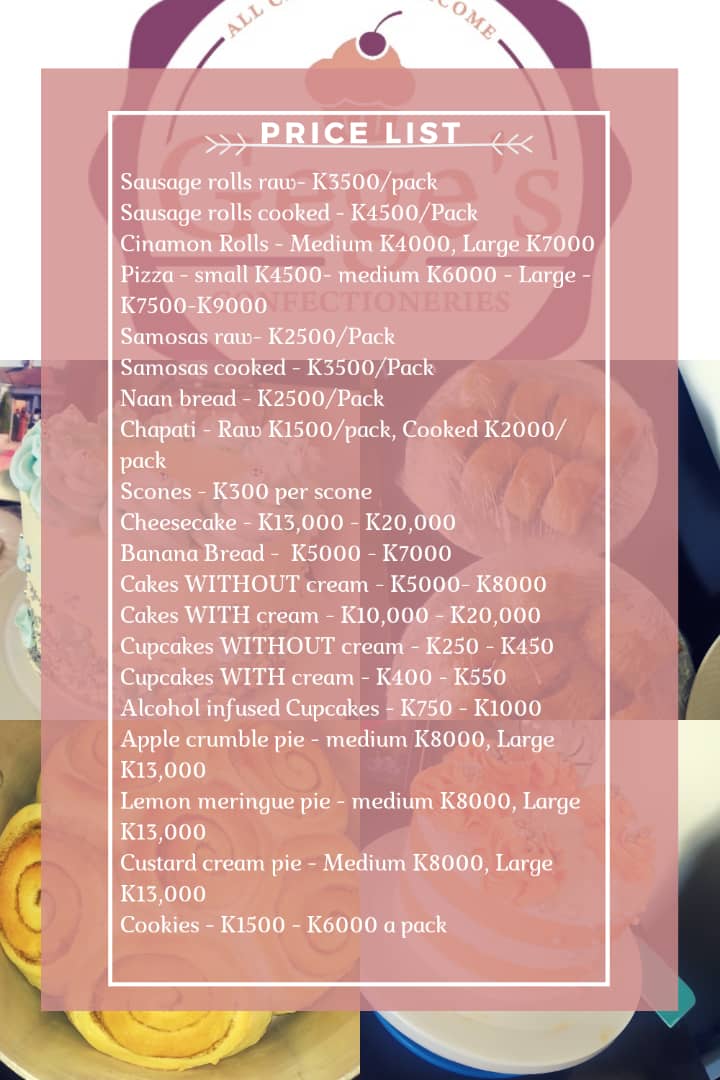 ALL C
COME
PRICE LIST
Gege's
CONFECTIONERIES
Sausage rolls raw- K3500/pack
Sausage rolls cooked - K4500/Pack
Cinamon Rolls - Medium K4000, Large K7000
Pizza - small K4500- medium K6000 - Large -
K7500-K9000
Samosas raw- K2500/Pack
Samosas cooked - K3500/Pack
Naan bread - K2500/Pack
Chapati - Raw K1500/pack, Cooked K2000/
pack
Scones - K300 per scone
Cheesecake - K13,000 - K20,000
Banana Bread -  K5000 - K7000
Cakes WITHOUT cream - K5000- K8000
Cakes WITH cream - K10,000 - K20,000
Cupcakes WITHOUT cream - K250 - K450
Cupcakes WITH cream - K400 - K550
Alcohol infused Cupcakes - K750 - K1000
Apple crumble pie - medium K8000, Large
K13,000
Lemon meringue pie - medium K8000, Large
K13,000
Custard cream pie - Medium K8000, Large
K13,000
Cookies - K1500 - K6000 a pack